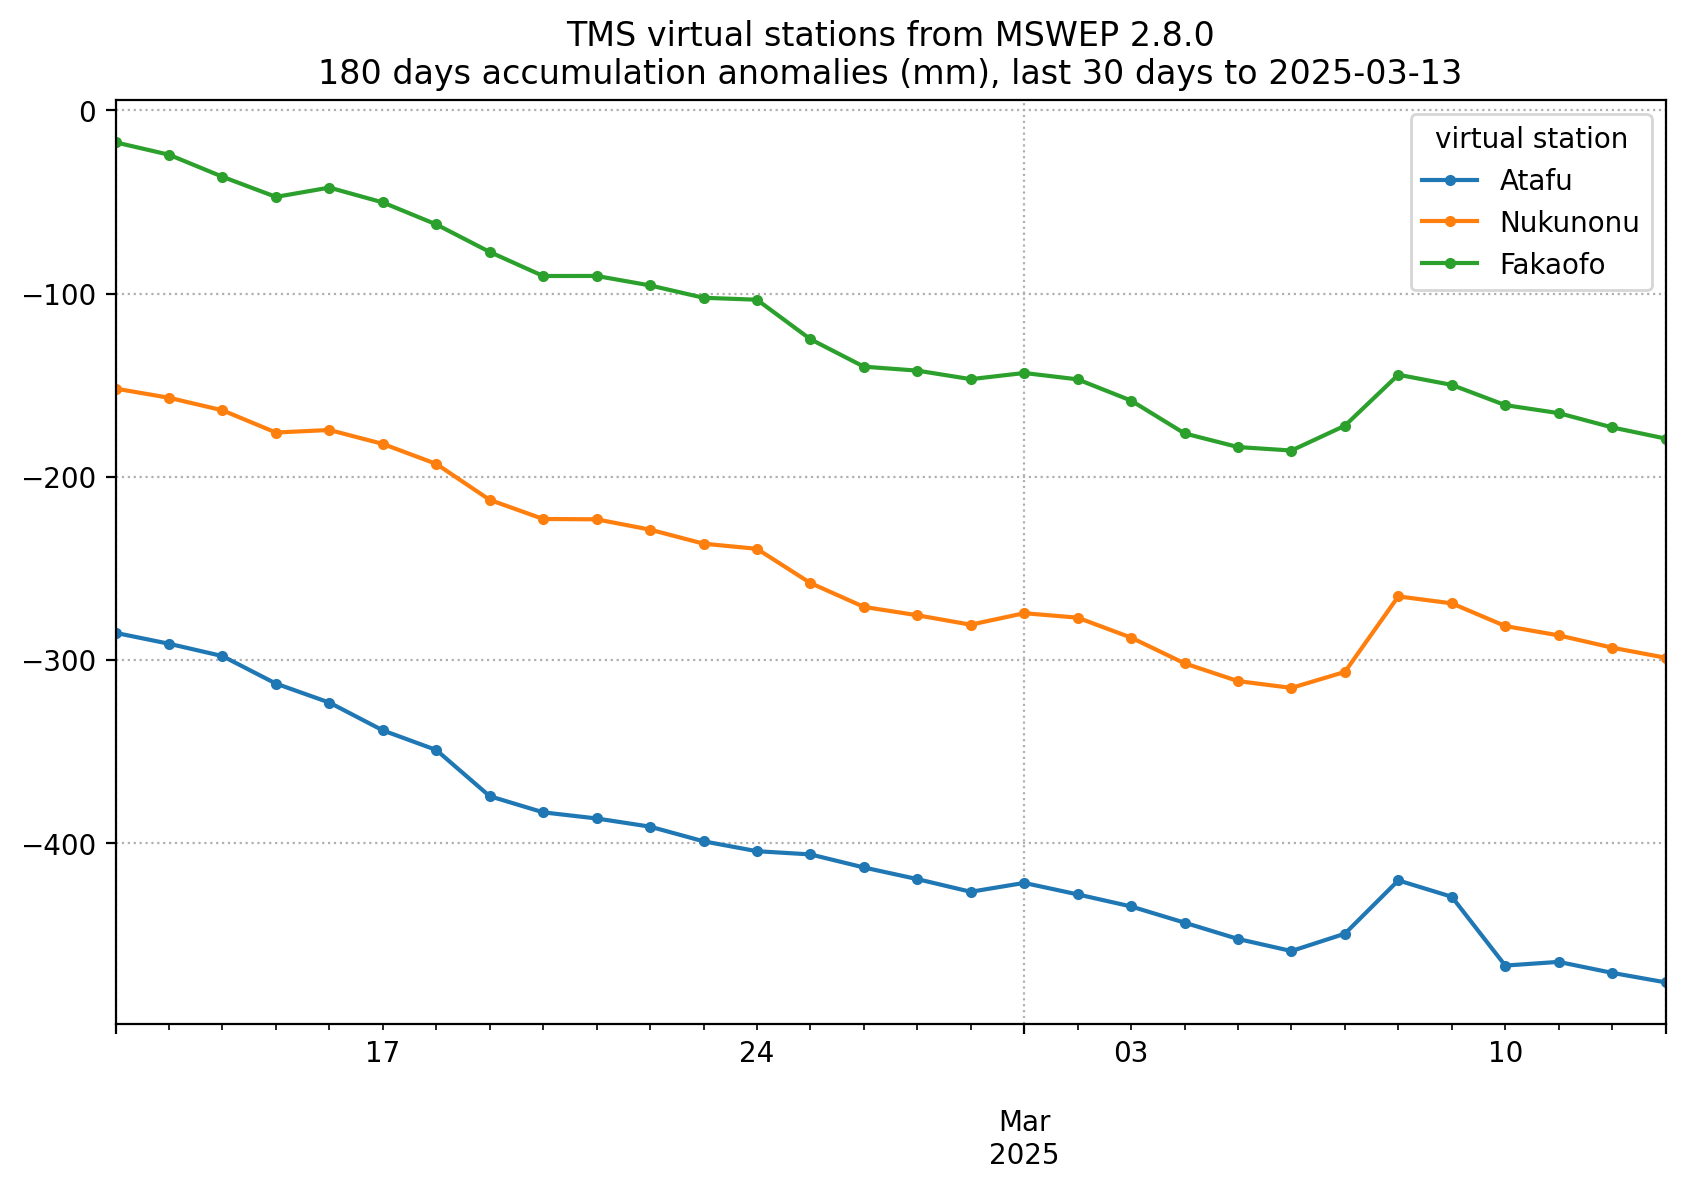 TMS virtual stations from MSWEP 2.8.0
180 days accumulation anomalies (mm), last 30 days to 2025-03-13
virtual station
Atafu
Nukunonu
Fakaofo
0
−100
−200
−300
−400
17
24
03
10
Mar
2025